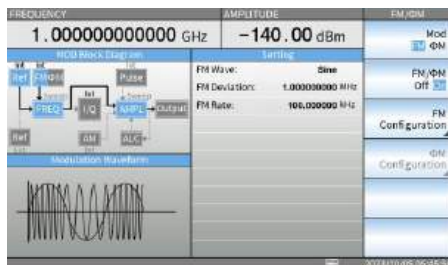 FREQUENCY
AMPLITUDE
FM/ΦM
1.000000000000 GHz
−140.00 dBm
Mod
FM ΦM
MOD Block Diagram
Setting
Ref FMΦM Pulse
FM Wave: Sine
FM Deviation: 1.000000000 MHz
FM Rate: 100.000000 kHz
FM/ΦM
Off On
FREQ I/Q AMPL Output
Ref AM ALC
FM
Configuration
ΦM
Configuration
Modulation Waveform